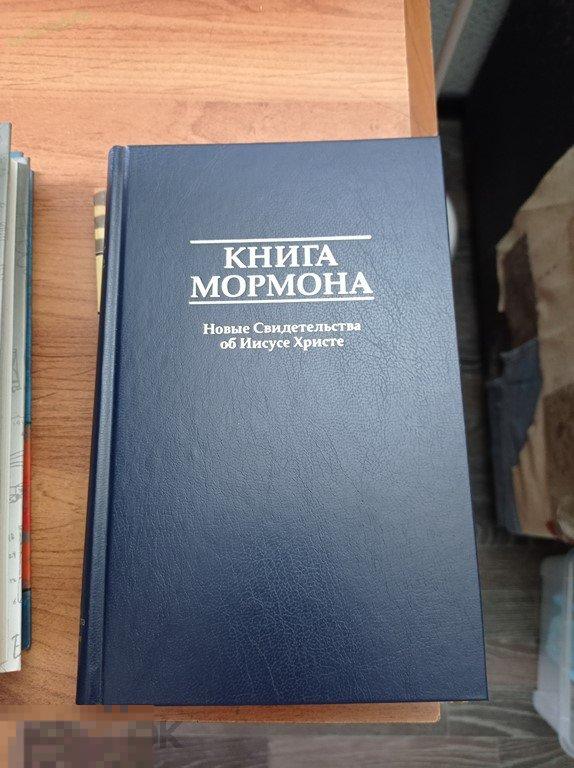 КНИГА
МОРМОНА
Новые Свидетельства
об Иисусе Христе